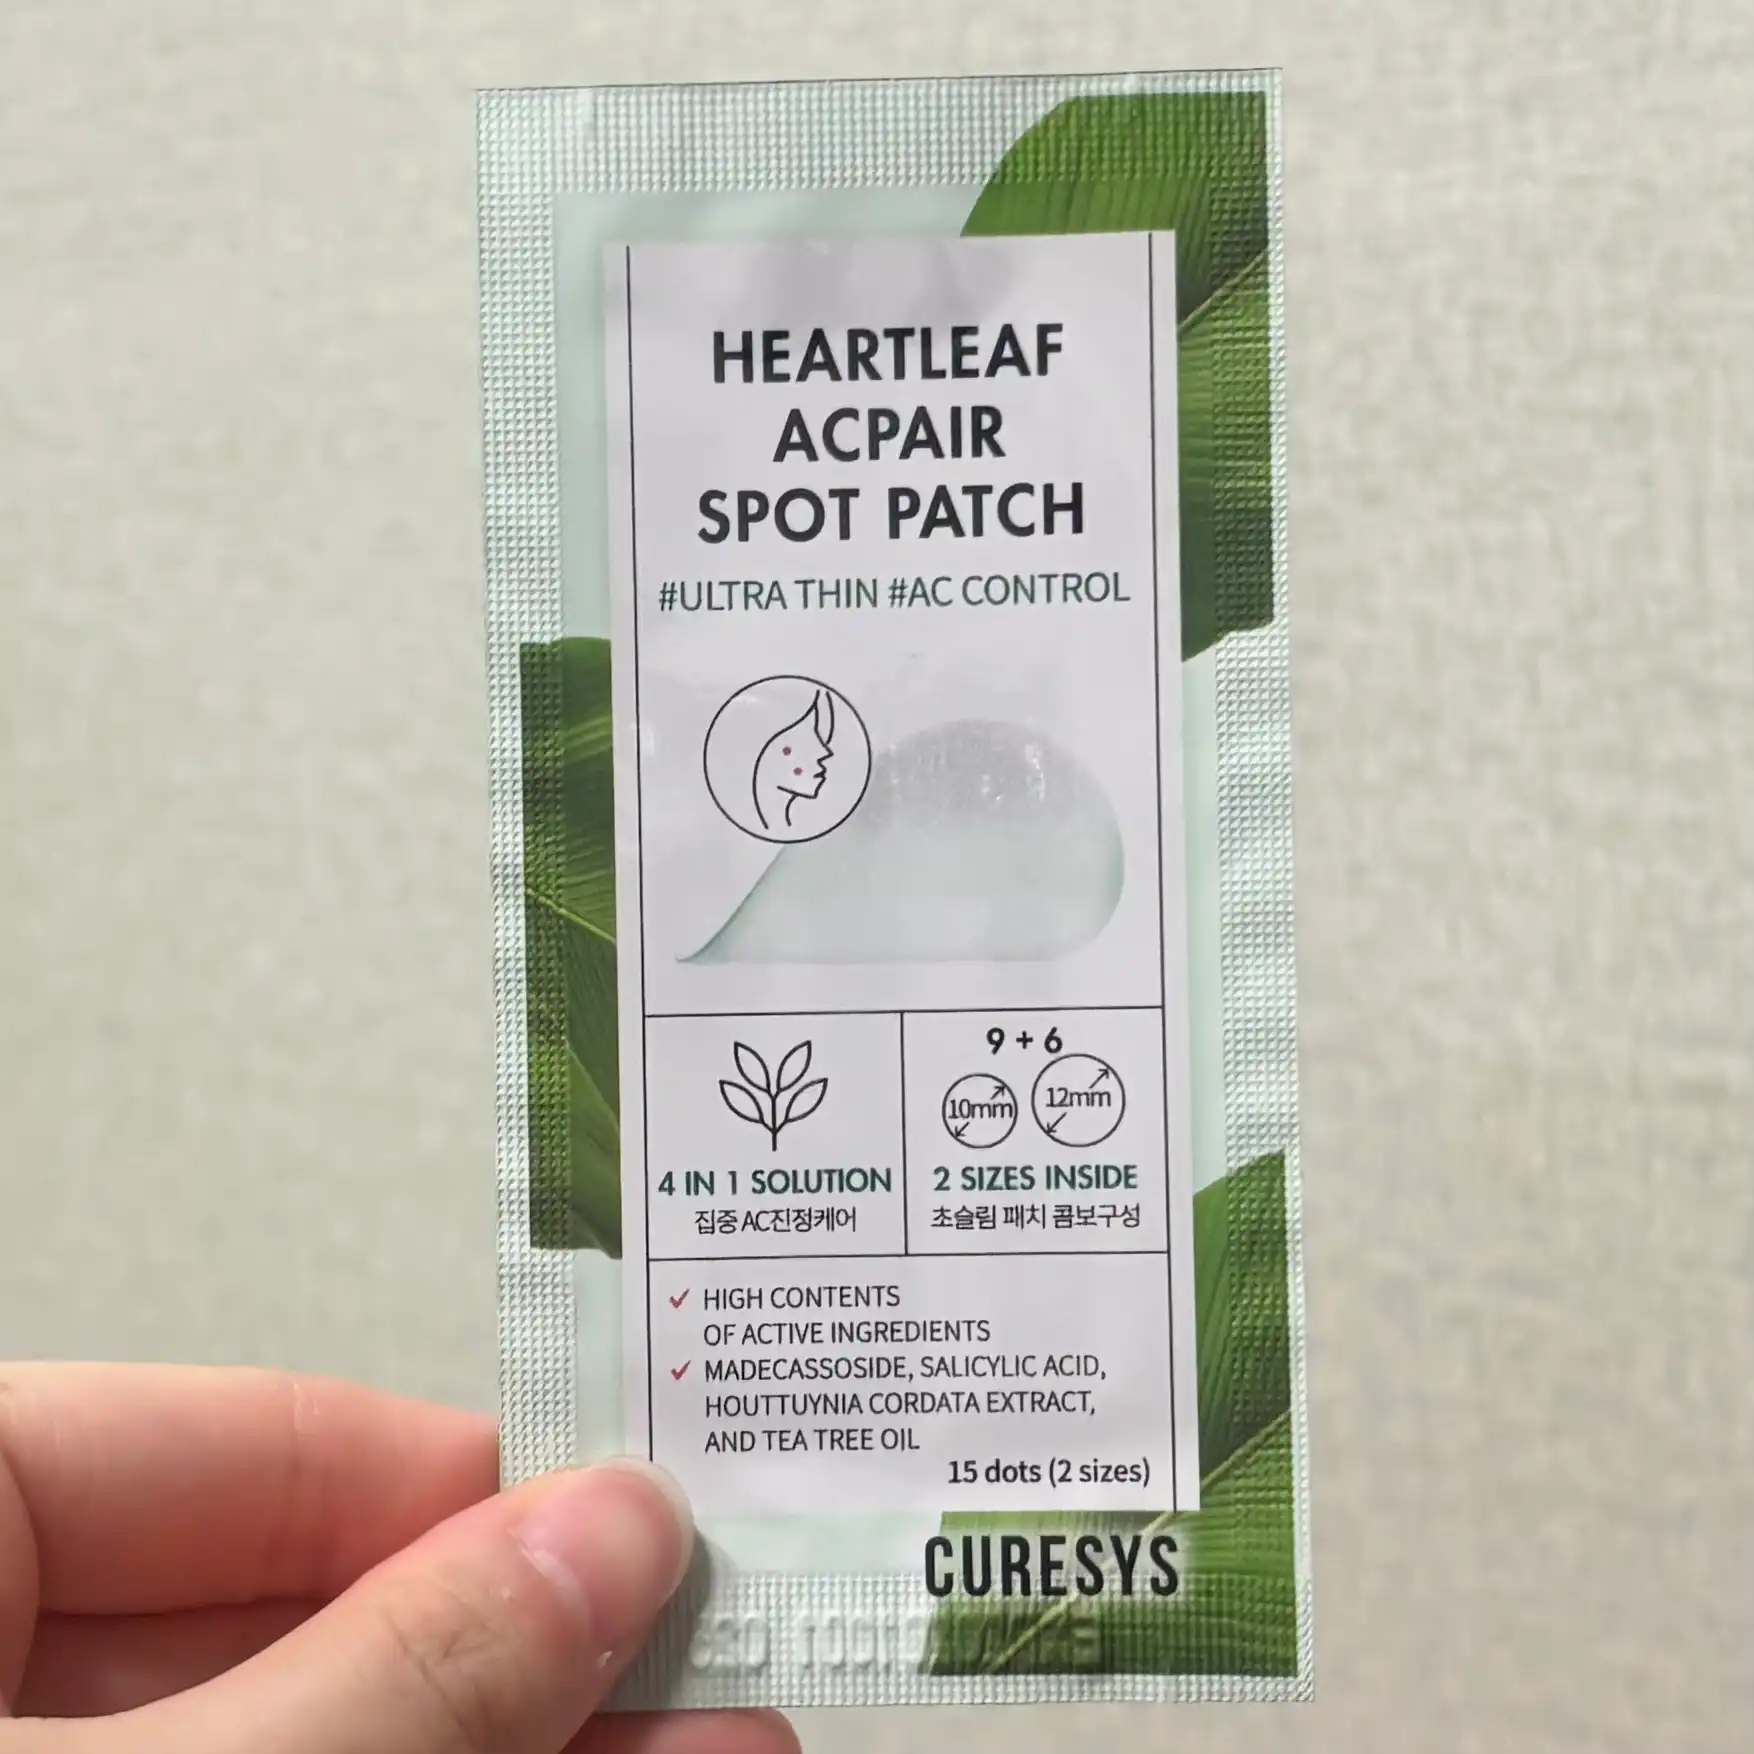 HEARTLEAF
ACPAIR
SPOT PATCH
#ULTRA THIN #AC CONTROL
9 + 6
10mm 12mm
4 IN 1 SOLUTION
집중 AC진정케어
2 SIZES INSIDE
초슬림 패치 콤보구성
✓ HIGH CONTENTS
OF ACTIVE INGREDIENTS
✓ MADECASSOSIDE, SALICYLIC ACID,
HOUTTUYNIA CORDATA EXTRACT,
AND TEA TREE OIL
15 dots (2 sizes)
CURESYS